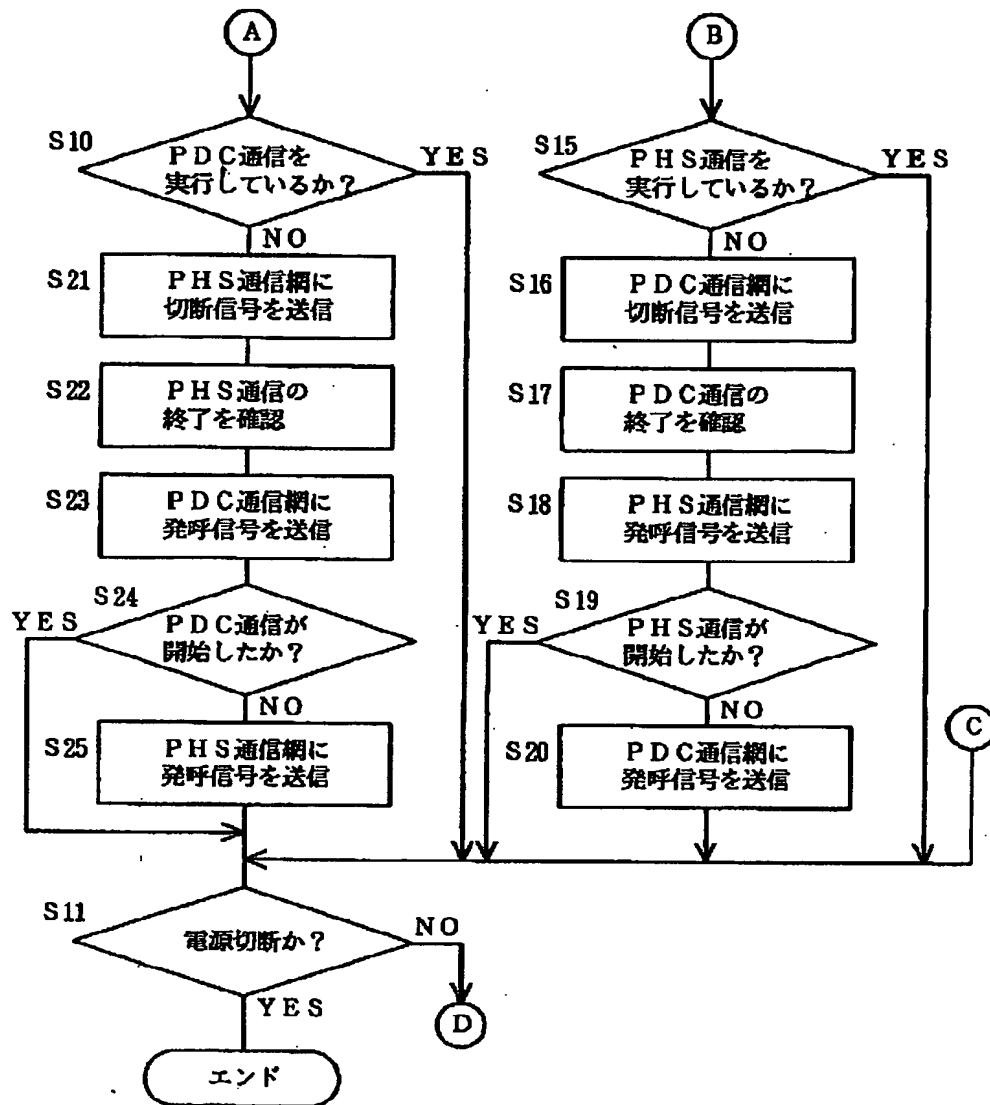 A
S10
PDC通信を
実行しているか？
YES
NO
S21
PHS通信網に
切断信号を送信
S22
PHS通信の
終了を確認
S23
PDC通信網に
発呼信号を送信
S24
YES
PDC通信が
開始したか？
NO
S25
PHS通信網に
発呼信号を送信
B
S15
PHS通信を
実行しているか？
YES
NO
S16
PDC通信網に
切断信号を送信
S17
PDC通信の
終了を確認
S18
PHS通信網に
発呼信号を送信
S19
YES
PHS通信が
開始したか？
NO
S20
PDC通信網に
発呼信号を送信
C
S11
電源切断か？
NO
D
YES
エンド